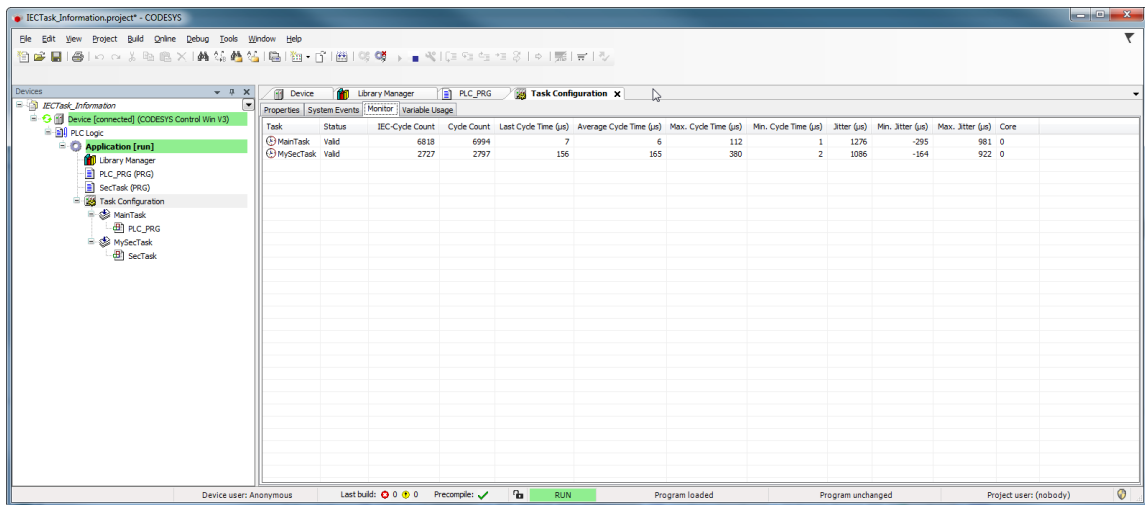 IECTask_Information.project* - CODESYS
File Edit View Project Build Online Debug Tools Window Help
Devices
IECTask_Information
Device [connected] (CODESYS Control Win V3)
PLC Logic
Application [run]
Library Manager
PLC_PRG (PRG)
SecTask (PRG)
Task Configuration
MainTask
PLC_PRG
MySecTask
SecTask
Device Library Manager PLC_PRG Task Configuration
Properties System Events Monitor Variable Usage
Task Status IEC-Cycle Count Cycle Count Last Cycle Time (µs) Average Cycle Time (µs) Max. Cycle Time (µs) Min. Cycle Time (µs) Jitter (µs) Min. Jitter (µs) Max. Jitter (µs) Core
MainTask Valid 6818 6994 7 6 112 1 1276 -295 981 0
MySecTask Valid 2727 2797 156 165 380 2 1086 -164 922 0
Device user: Anonymous Last build: 0 0 Precompile: RUN Program loaded Program unchanged Project user: (nobody)